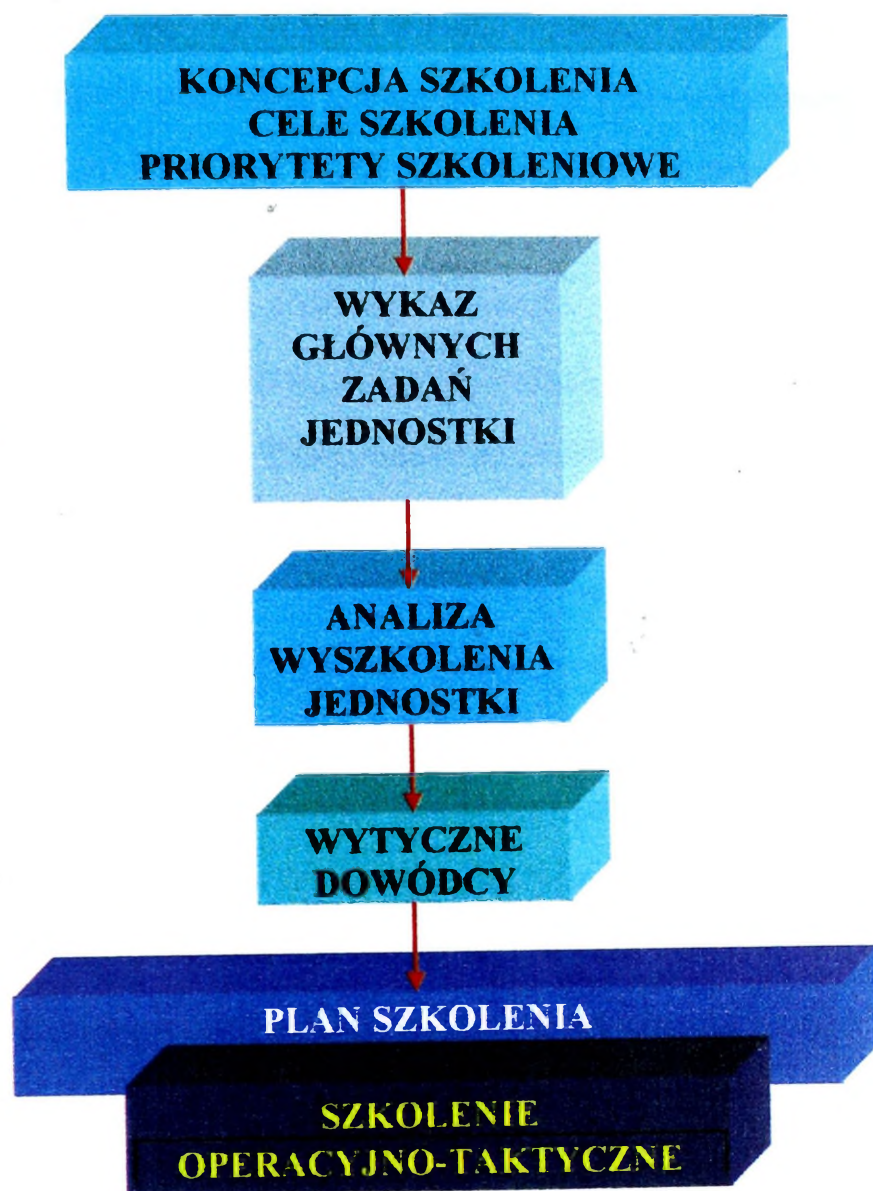 KONCEPCJA SZKOLENIA
CELE SZKOLENIA
PRIORYTETY SZKOLENIOWE
WYKAZ
GŁÓWNYCH
ZADAŃ
JEDNOSTKI
ANALIZA
WYSZKOLENIA
JEDNOSTKI
WYTYCZNE
DOWÓDCY
PLAN SZKOLENIA
SZKOLENIE
OPERACYJNO-TAKTYCZNE